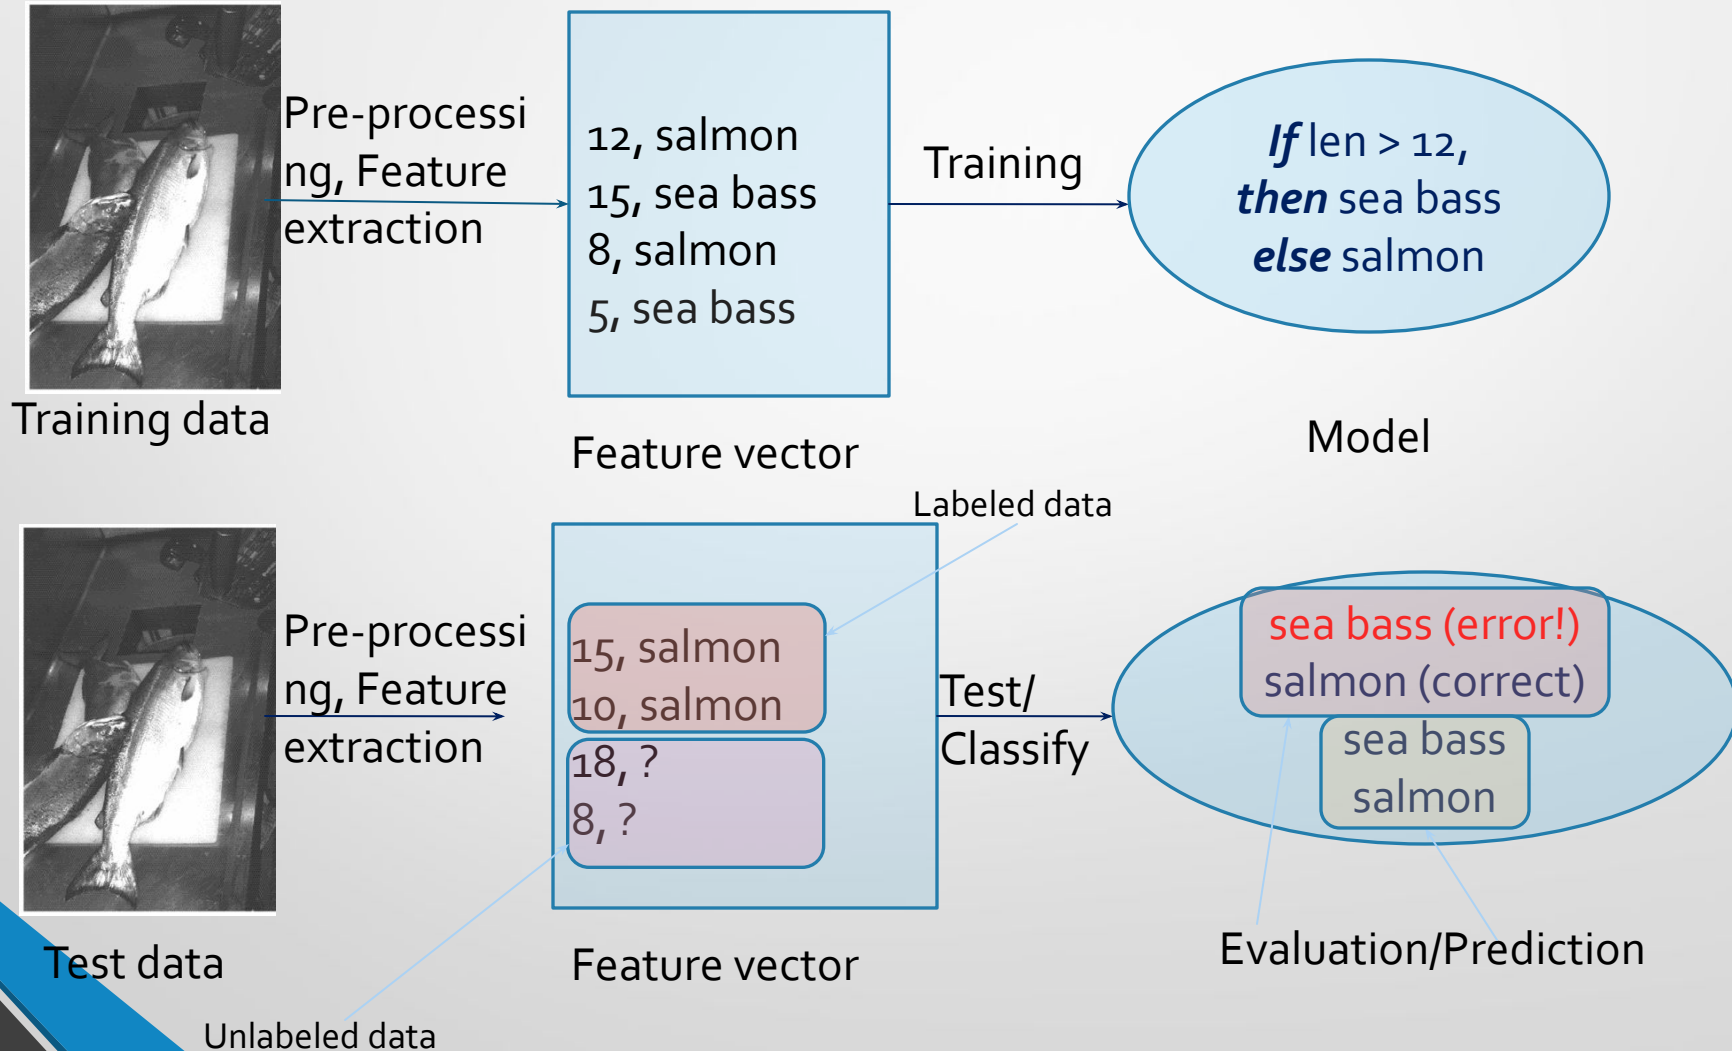 Pre-processi
ng, Feature
extraction
12, salmon
15, sea bass
8, salmon
5, sea bass
Training
If len > 12,
then sea bass
else salmon
Training data
Feature vector
Model
Labeled data
Pre-processi
ng, Feature
extraction
15, salmon
10, salmon
18, ?
8, ?
Test/
Classify
sea bass (error!)
salmon (correct)
sea bass
salmon
Test data
Feature vector
Evaluation/Prediction
Unlabeled data